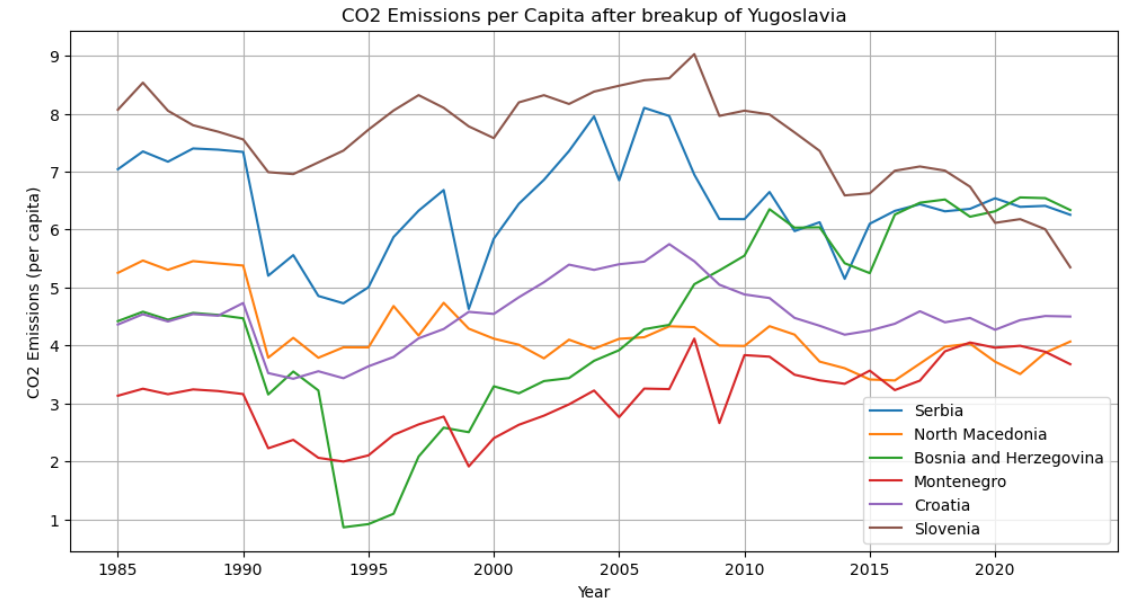 CO2 Emissions per Capita after breakup of Yugoslavia
CO2 Emissions (per capita)
9
8
7
6
5
4
3
2
1
Serbia
North Macedonia
Bosnia and Herzegovina
Montenegro
Croatia
Slovenia
1985 1990 1995 2000 2005 2010 2015 2020
Year